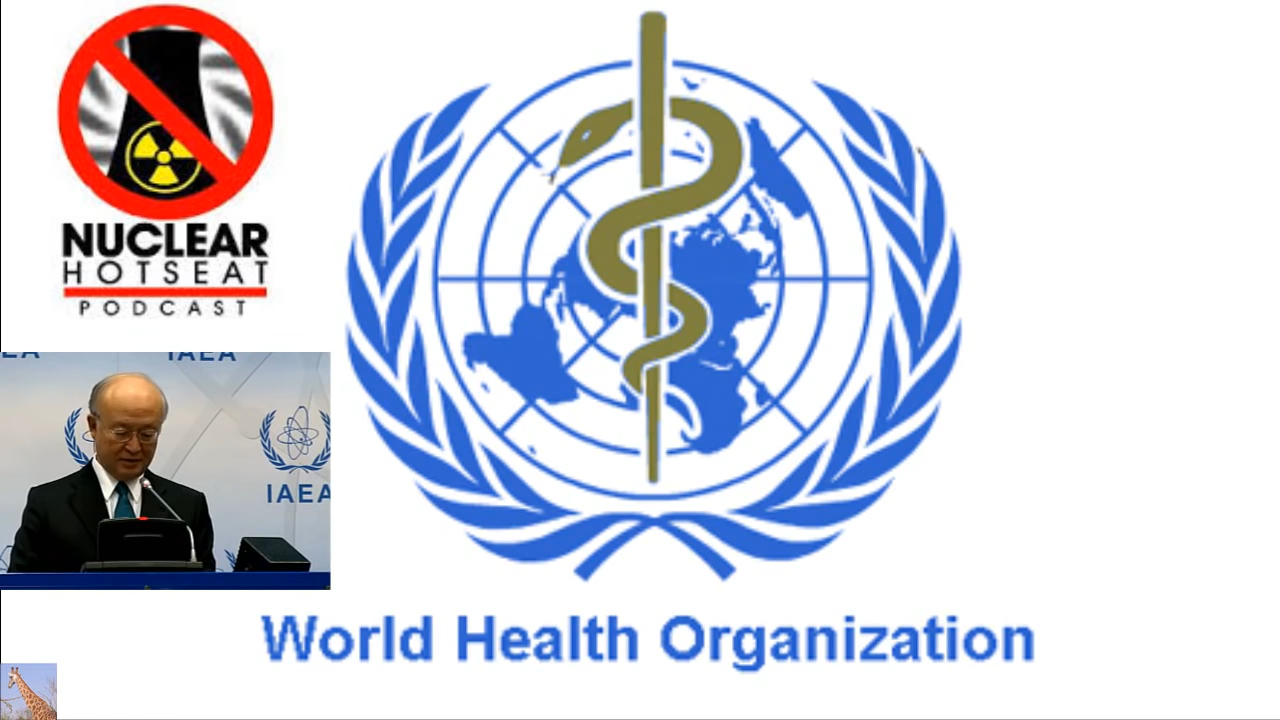 NUCLEAR
HOTSEAT
PODCAST
IAEA
IAEA
World Health Organization